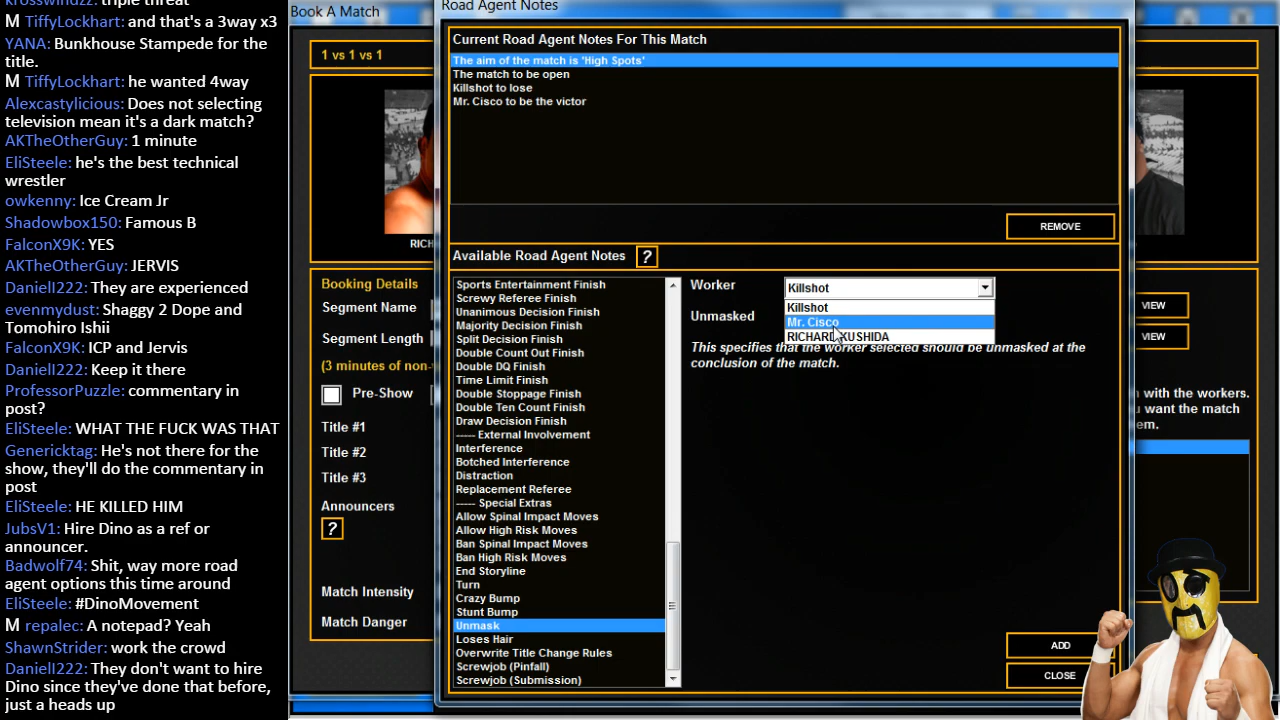 krosswindzz: triple threat
M TiffyLockhart: and that's a 3way x3
YANA: Bunkhouse Stampede for the
title.
M TiffyLockhart: he wanted 4way
Alexcastylicious: Does not selecting
television mean it's a dark match?
AKTheOtherGuy: 1 minute
EliSteele: he's the best technical
wrestler
owkenny: Ice Cream Jr
Shadowbox150: Famous B
FalconX9K: YES
AKTheOtherGuy: JERVIS
Daniell222: They are experienced
evenmydust: Shaggy 2 Dope and
Tomohiro Ishii
FalconX9K: ICP and Jervis
Daniell222: Keep it there
ProfessorPuzzle: commentary in
post?
EliSteele: WHAT THE FUCK WAS THAT
Genericktag: He's not there for the
show, they'll do the commentary in
post
EliSteele: HE KILLED HIM
JubsV1: Hire Dino as a ref or
announcer.
Badwolf74: Shit, way more road
agent options this time around
EliSteele: #DinoMovement
M repalec: A notepad? Yeah
ShawnStrider: work the crowd
Daniell222: They don't want to hire
Dino since they've done that before,
just a heads up
Book A Match
1 vs 1 vs 1
RICH
Booking Details
Segment Name
Segment Length
(3 minutes of non-
Pre-Show
Title #1
Title #2
Title #3
Announcers
?
Match Intensity
Match Danger
Road Agent Notes
Current Road Agent Notes For This Match
The aim of the match is 'High Spots'
The match to be open
Killshot to lose
Mr. Cisco to be the victor
REMOVE
Available Road Agent Notes ?
Sports Entertainment Finish
Screwy Referee Finish
Unanimous Decision Finish
Majority Decision Finish
Split Decision Finish
Double Count Out Finish
Double DQ Finish
Time Limit Finish
Double Stoppage Finish
Double Ten Count Finish
Draw Decision Finish
----- External Involvement
Interference
Botched Interference
Distraction
Replacement Referee
----- Special Extras
Allow Spinal Impact Moves
Allow High Risk Moves
Ban Spinal Impact Moves
Ban High Risk Moves
End Storyline
Turn
Crazy Bump
Stunt Bump
Unmask
Loses Hair
Overwrite Title Change Rules
Screwjob (Pinfall)
Screwjob (Submission)
Worker
Killshot
Killshot
Mr. Cisco
RICHARD KUSHIDA
Unmasked
This specifies that the worker selected should be unmasked at the
conclusion of the match.
ADD
CLOSE
VIEW
VIEW
n with the workers.
u want the match
em.